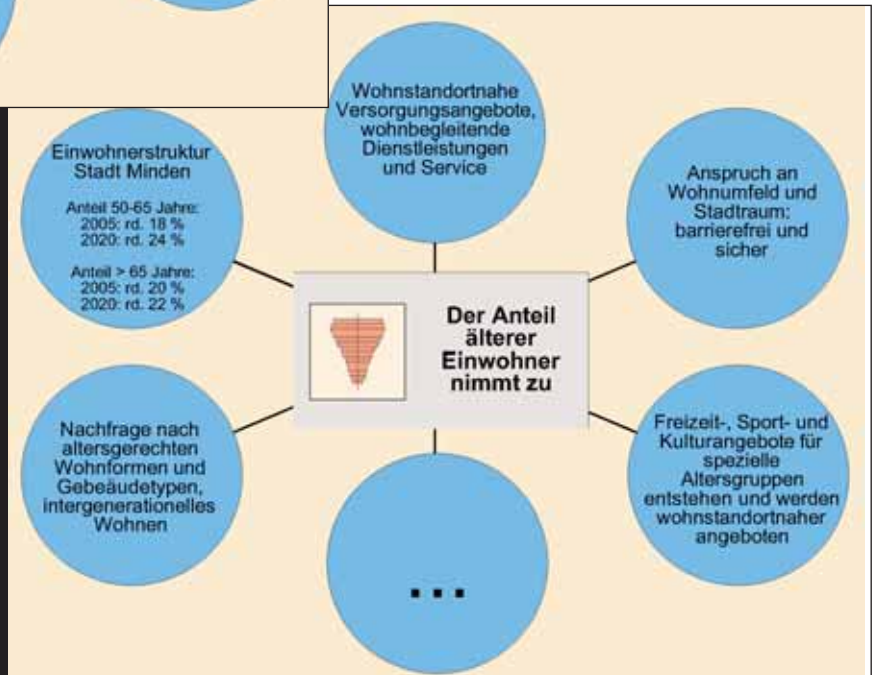 Wohnstandortnahe
Versorgungsangebote,
wohnbegleitende
Dienstleistungen
und Service
Einwohnerstruktur
Stadt Minden
Anteil 50-65 Jahre:
2005: rd. 18 %
2020: rd. 24 %
Anteil > 65 Jahre:
2005: rd. 20 %
2020: rd. 22 %
Anspruch an
Wohnumfeld und
Stadtraum:
barrierefrei und
sicher
Der Anteil
älterer
Einwohner
nimmt zu
Nachfrage nach
altersgerechten
Wohnformen und
Gebeäudetypen,
intergenerationelles
Wohnen
Freizeit-, Sport- und
Kulturangebote für
spezielle
Altersgruppen
entstehen und werden
wohnstandortnaher
angeboten
...